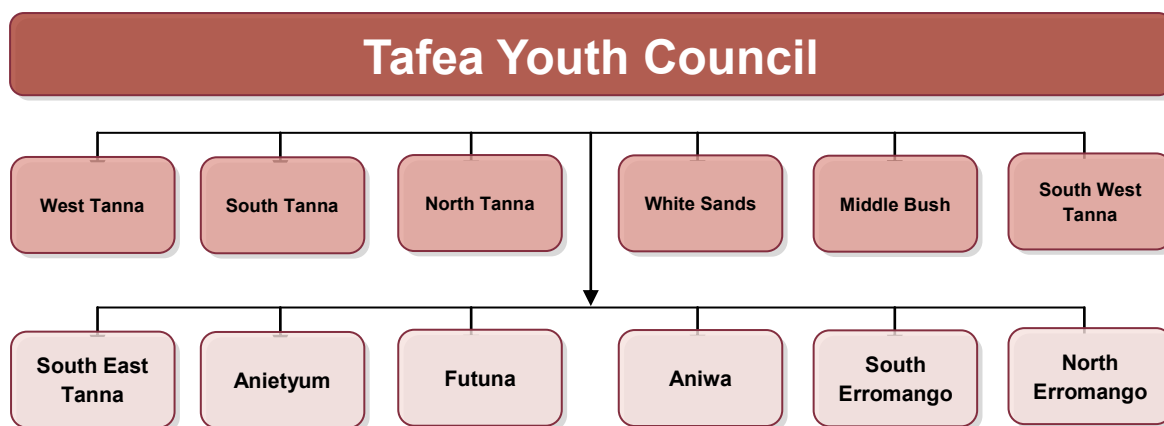 Tafea Youth Council
West Tanna
South Tanna
North Tanna
White Sands
Middle Bush
South West
Tanna
South East
Tanna
Anietyum
Futuna
Aniwa
South
Erromango
North
Erromango